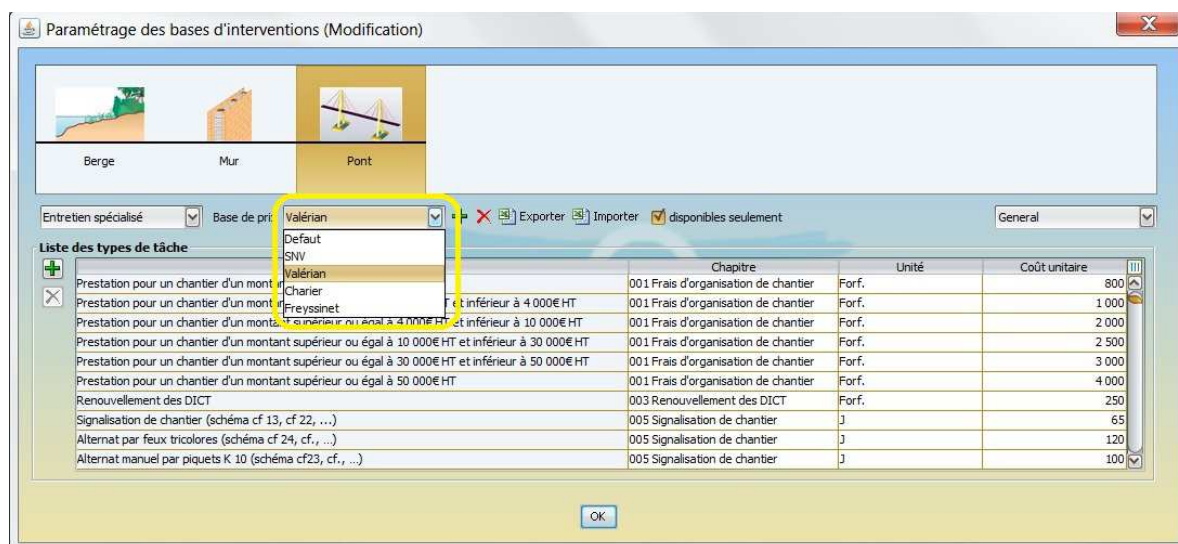 Paramétrage des bases d'interventions (Modification)
X
Berge Mur Pont
Entretien spécialisé Base de pri Valérian Exporter Importer disponibles seulement General
Defaut
SNV
Valérian
Charier
Freyssinet
Liste des types de tâche
Chapitre Unité Coût unitaire
Prestation pour un chantier d'un monta 001 Frais d'organisation de chantier Forf. 800
Prestation pour un chantier d'un mont T et inférieur à 4 000€ HT 001 Frais d'organisation de chantier Forf. 1 000
Prestation pour un chantier d'un montant supérieur ou égal à 4 000€ HT et inférieur à 10 000€ HT 001 Frais d'organisation de chantier Forf. 2 000
Prestation pour un chantier d'un montant supérieur ou égal à 10 000€ HT et inférieur à 30 000€ HT 001 Frais d'organisation de chantier Forf. 2 500
Prestation pour un chantier d'un montant supérieur ou égal à 30 000€ HT et inférieur à 50 000€ HT 001 Frais d'organisation de chantier Forf. 3 000
Prestation pour un chantier d'un montant supérieur ou égal à 50 000€ HT 001 Frais d'organisation de chantier Forf. 4 000
Renouvellement des DICT 003 Renouvellement des DICT Forf. 250
Signalisation de chantier (schéma cf 13, cf 22, ...) 005 Signalisation de chantier J 65
Alternat par feux tricolores (schéma cf 24, cf., ...) 005 Signalisation de chantier J 120
Alternat manuel par piquets K 10 (schéma cf23, cf., ...) 005 Signalisation de chantier J 100
OK